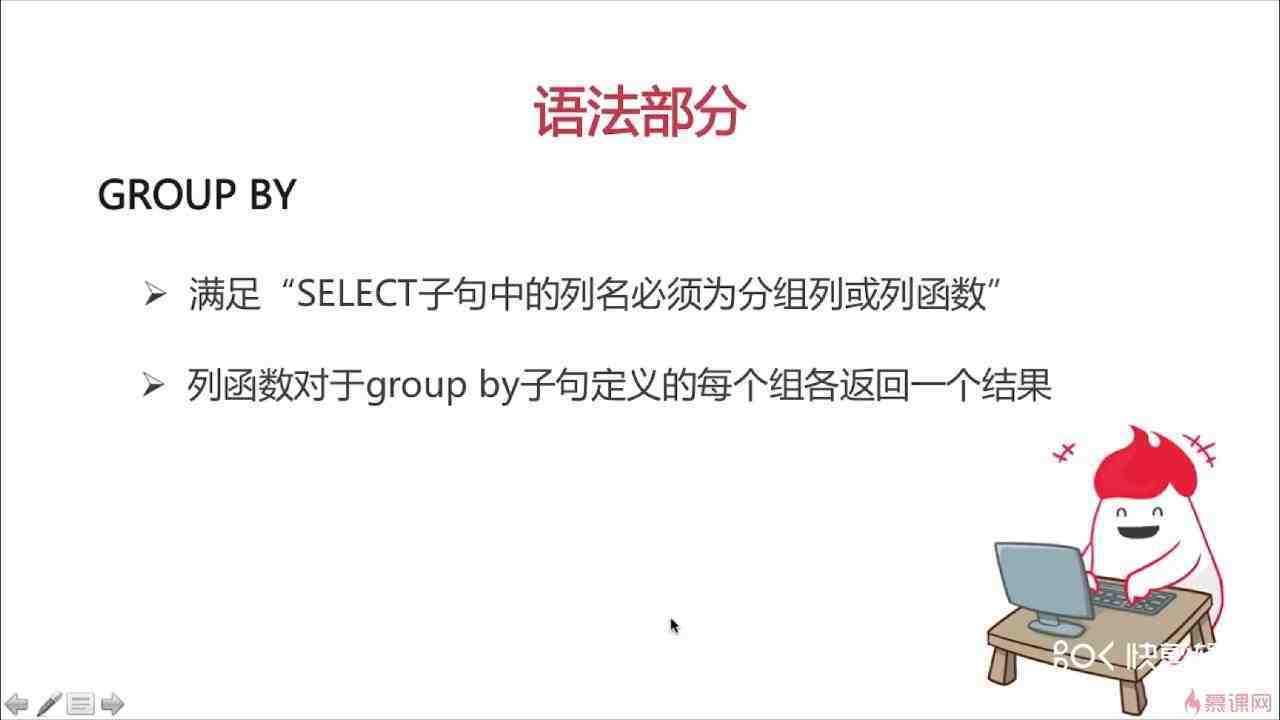 语法部分
GROUP BY
满足“SELECT子句中的列名必须为分组列或列函数”
列函数对于group by子句定义的每个组各返回一个结果
慕课网